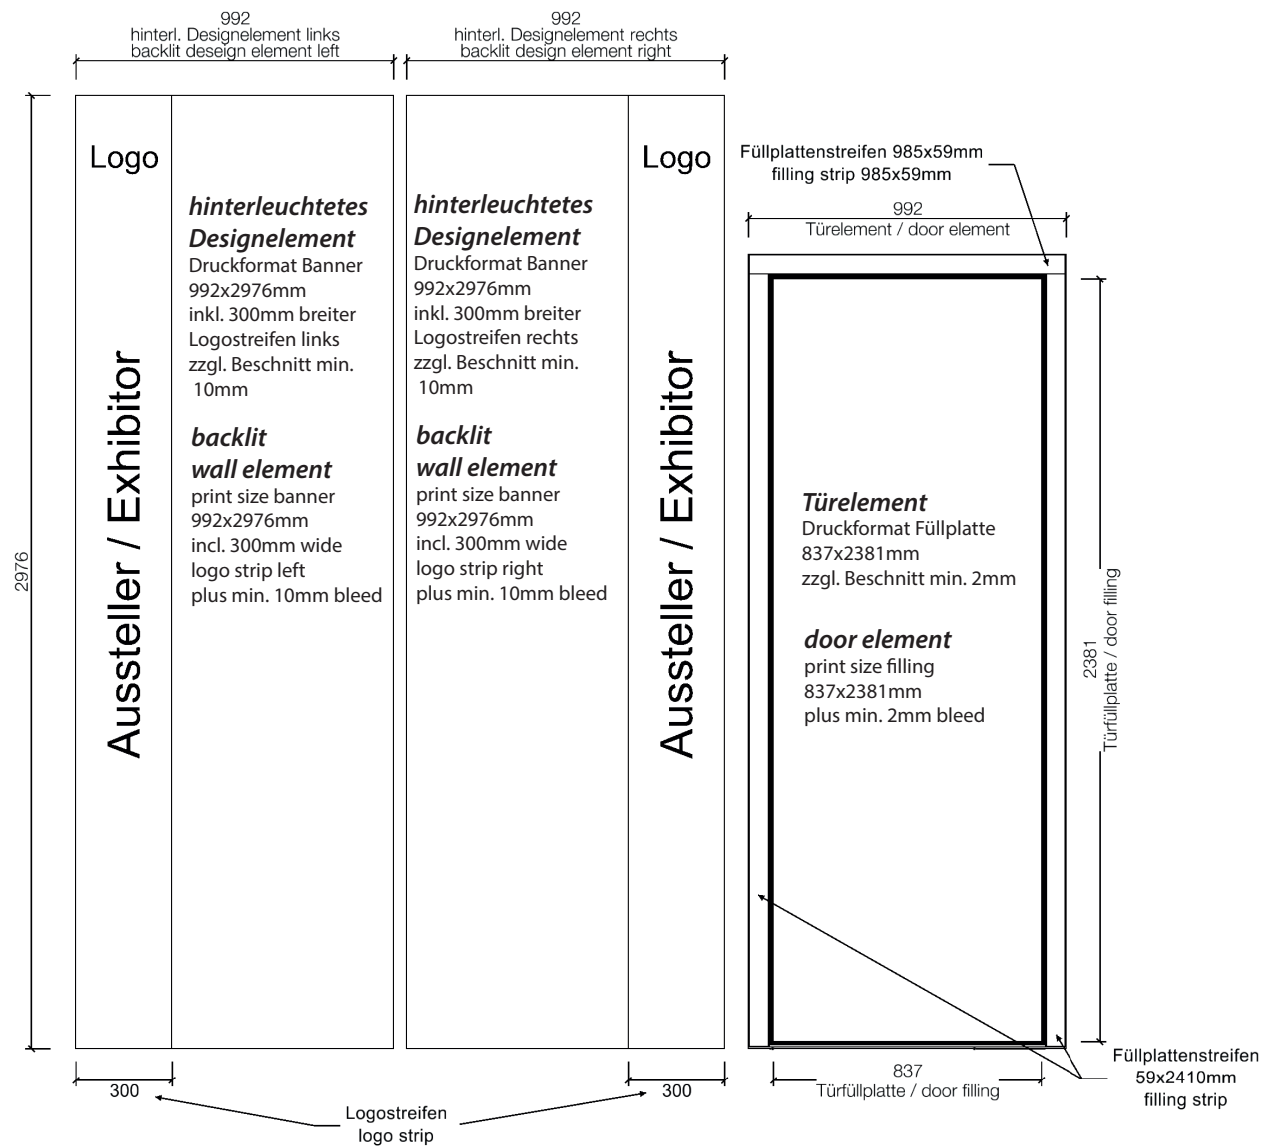 992
hinterl. Designelement links
backlit deseign element left
992
hinterl. Designelement rechts
backlit design element right
Logo
Aussteller / Exhibitor
hinterleuchtetes
Designelement
Druckformat Banner
992x2976mm
inkl. 300mm breiter
Logostreifen links
zzgl. Beschnitt min.
10mm
backlit
wall element
print size banner
992x2976mm
incl. 300mm wide
logo strip left
plus min. 10mm bleed
hinterleuchtetes
Designelement
Druckformat Banner
992x2976mm
inkl. 300mm breiter
Logostreifen rechts
zzgl. Beschnitt min.
10mm
backlit
wall element
print size banner
992x2976mm
incl. 300mm wide
logo strip right
plus min. 10mm bleed
Logo
Aussteller / Exhibitor
2976
300
300
Logostreifen
logo strip
Füllplattenstreifen 985x59mm
filling strip 985x59mm
992
Türelement / door element
Türelement
Druckformat Füllplatte
837x2381mm
zzgl. Beschnitt min. 2mm
door element
print size filling
837x2381mm
plus min. 2mm bleed
2381
Türfüllplatte / door filling
837
Türfüllplatte / door filling
Füllplattenstreifen
59x2410mm
filling strip